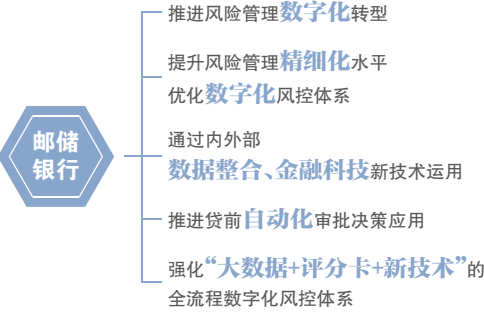 邮储
银行
推进风险管理数字化转型
提升风险管理精细化水平
优化数字化风控体系
通过内外部
数据整合、金融科技新技术运用
推进贷前自动化审批决策应用
强化“大数据+评分卡+新技术”的
全流程数字化风控体系